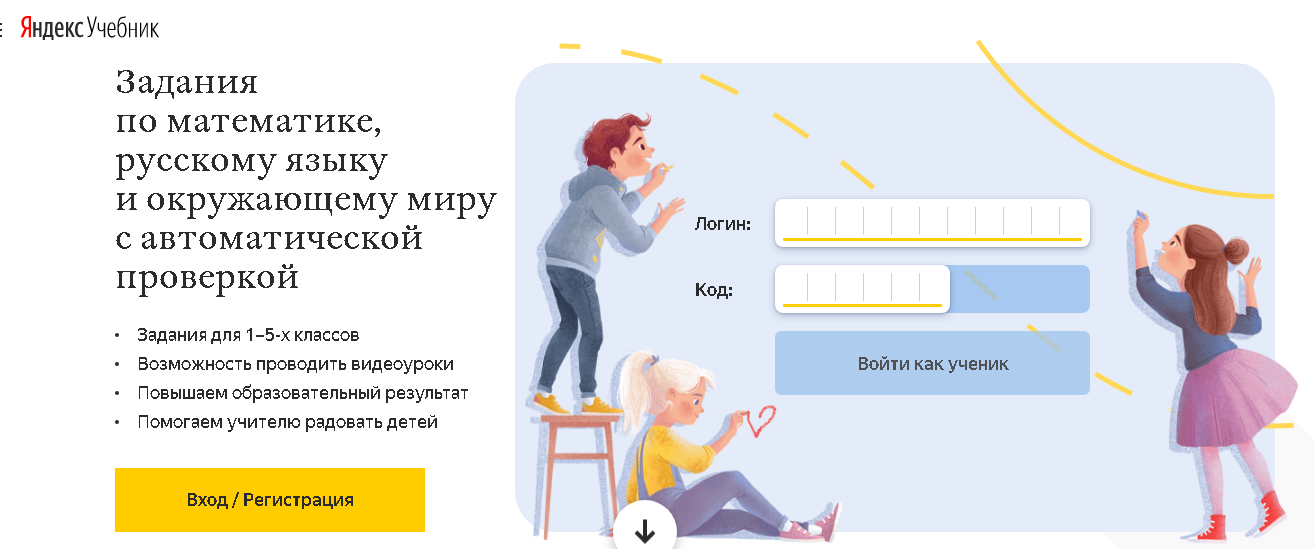 Яндекс Учебник
Задания
по математике,
русскому языку
и окружающему миру
с автоматической
проверкой
• Задания для 1–5-х классов
• Возможность проводить видеоуроки
• Повышаем образовательный результат
• Помогаем учителю радовать детей
Вход / Регистрация
Логин:
Код:
Войти как ученик